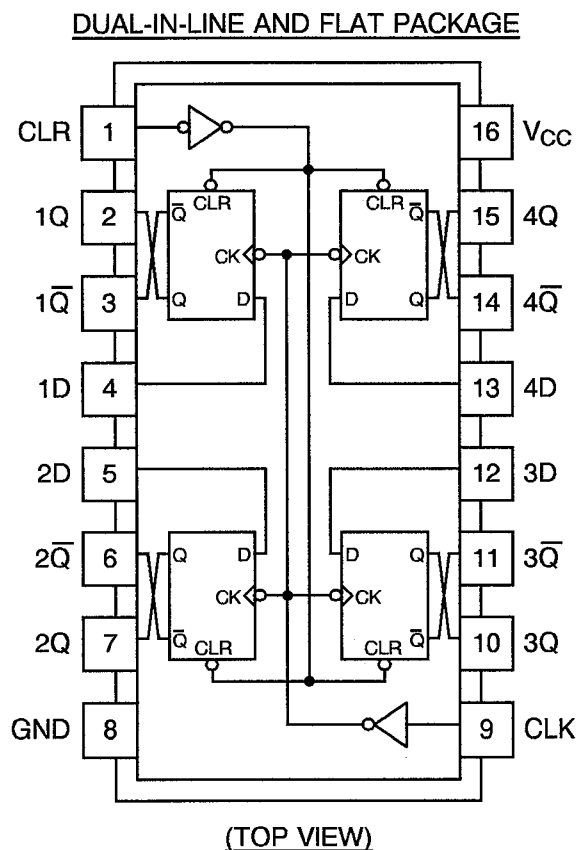 DUAL-IN-LINE AND FLAT PACKAGE
CLR 1 16 VCC
CLR CLR
1Q 2 Q̅ Q̅ 15 4Q
CK CK
1Q̅ 3 Q D D Q 14 4Q̅
1D 4 13 4D
2D 5 12 3D
2Q̅ 6 Q D D Q 11 3Q̅
CK CK
2Q 7 Q̅ Q̅ 10 3Q
CLR CLR
GND 8 9 CLK
(TOP VIEW)